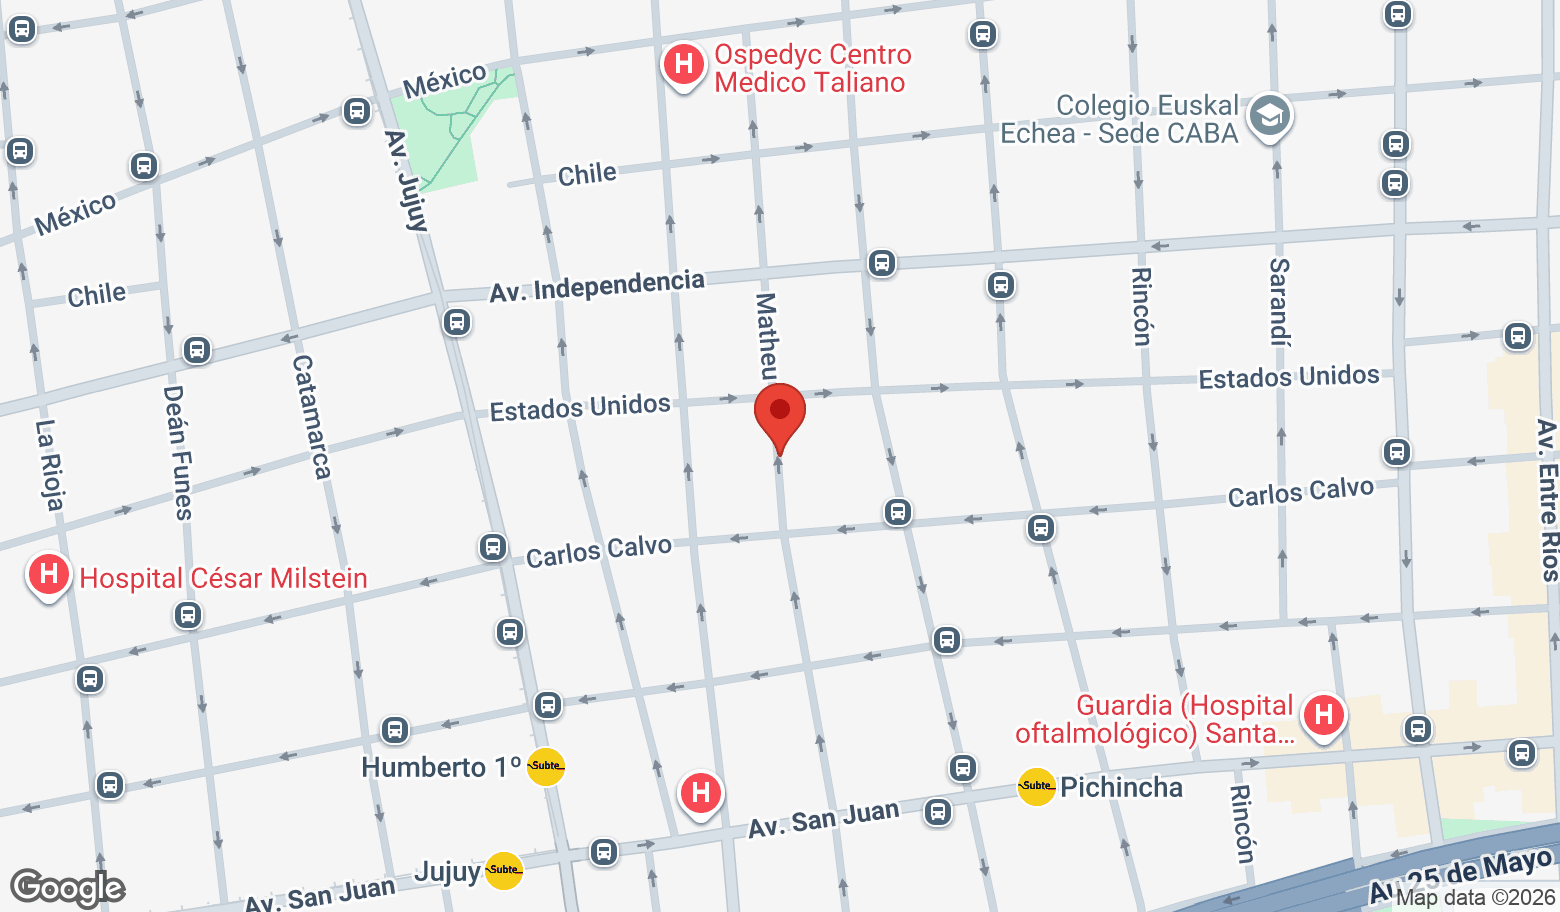 México
Ospedyc Centro
Medico Taliano
Colegio Euskal
Echea - Sede CABA
Av. Jujuy
Chile
México
Chile
Av. Independencia
Matheu
Rincón
Sarandí
La Rioja
Deán Funes
Catamarca
Estados Unidos
Estados Unidos
Av. Entre Ríos
Carlos Calvo
Carlos Calvo
Hospital César Milstein
Guardia (Hospital
oftalmológico) Santa...
Humberto 1º
Subte
Subte
Pichincha
Rincón
Av. San Juan
Jujuy
Subte
Av. San Juan
Au 25 de Mayo
Google
Map data ©2026
H
H
H
H